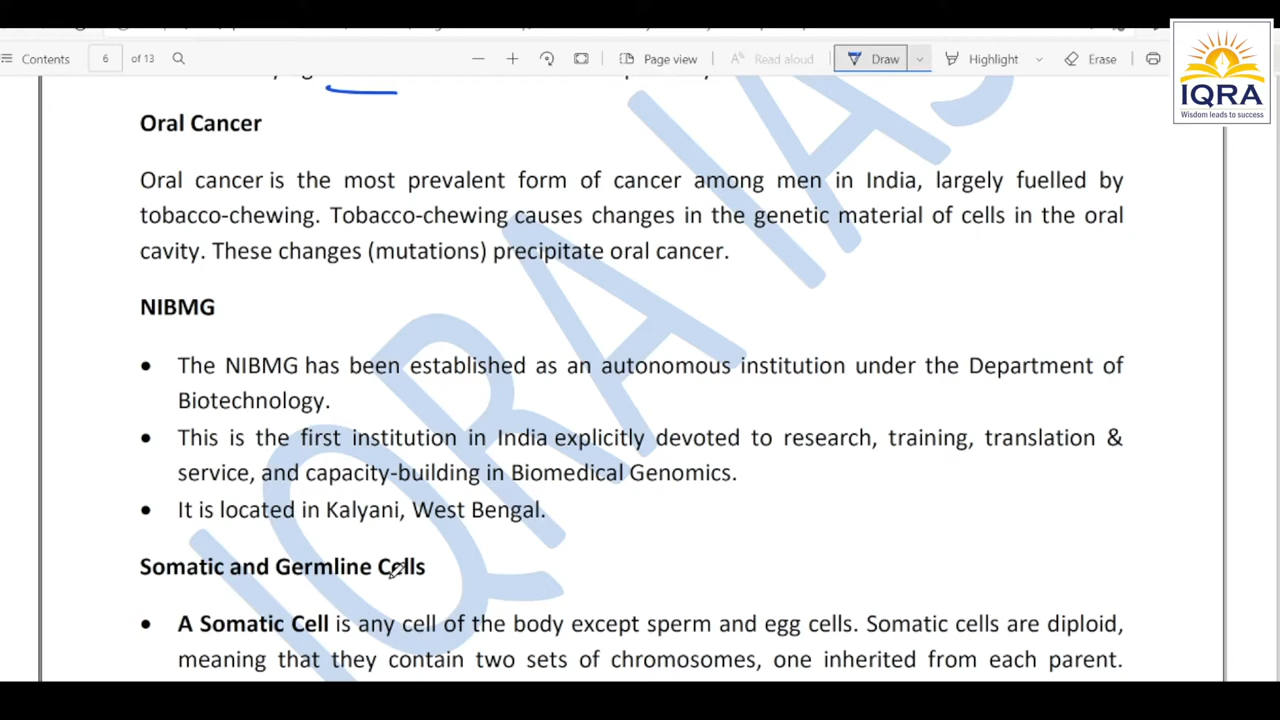 Contents 6 of 13 Page view Read aloud Draw Highlight Erase
IQRA
Wisdom leads to success
Oral Cancer
Oral cancer is the most prevalent form of cancer among men in India, largely fuelled by
tobacco-chewing. Tobacco-chewing causes changes in the genetic material of cells in the oral
cavity. These changes (mutations) precipitate oral cancer.
NIBMG
• The NIBMG has been established as an autonomous institution under the Department of
Biotechnology.
• This is the first institution in India explicitly devoted to research, training, translation &
service, and capacity-building in Biomedical Genomics.
• It is located in Kalyani, West Bengal.
Somatic and Germline Cells
• A Somatic Cell is any cell of the body except sperm and egg cells. Somatic cells are diploid,
meaning that they contain two sets of chromosomes, one inherited from each parent.
IQRA IAS